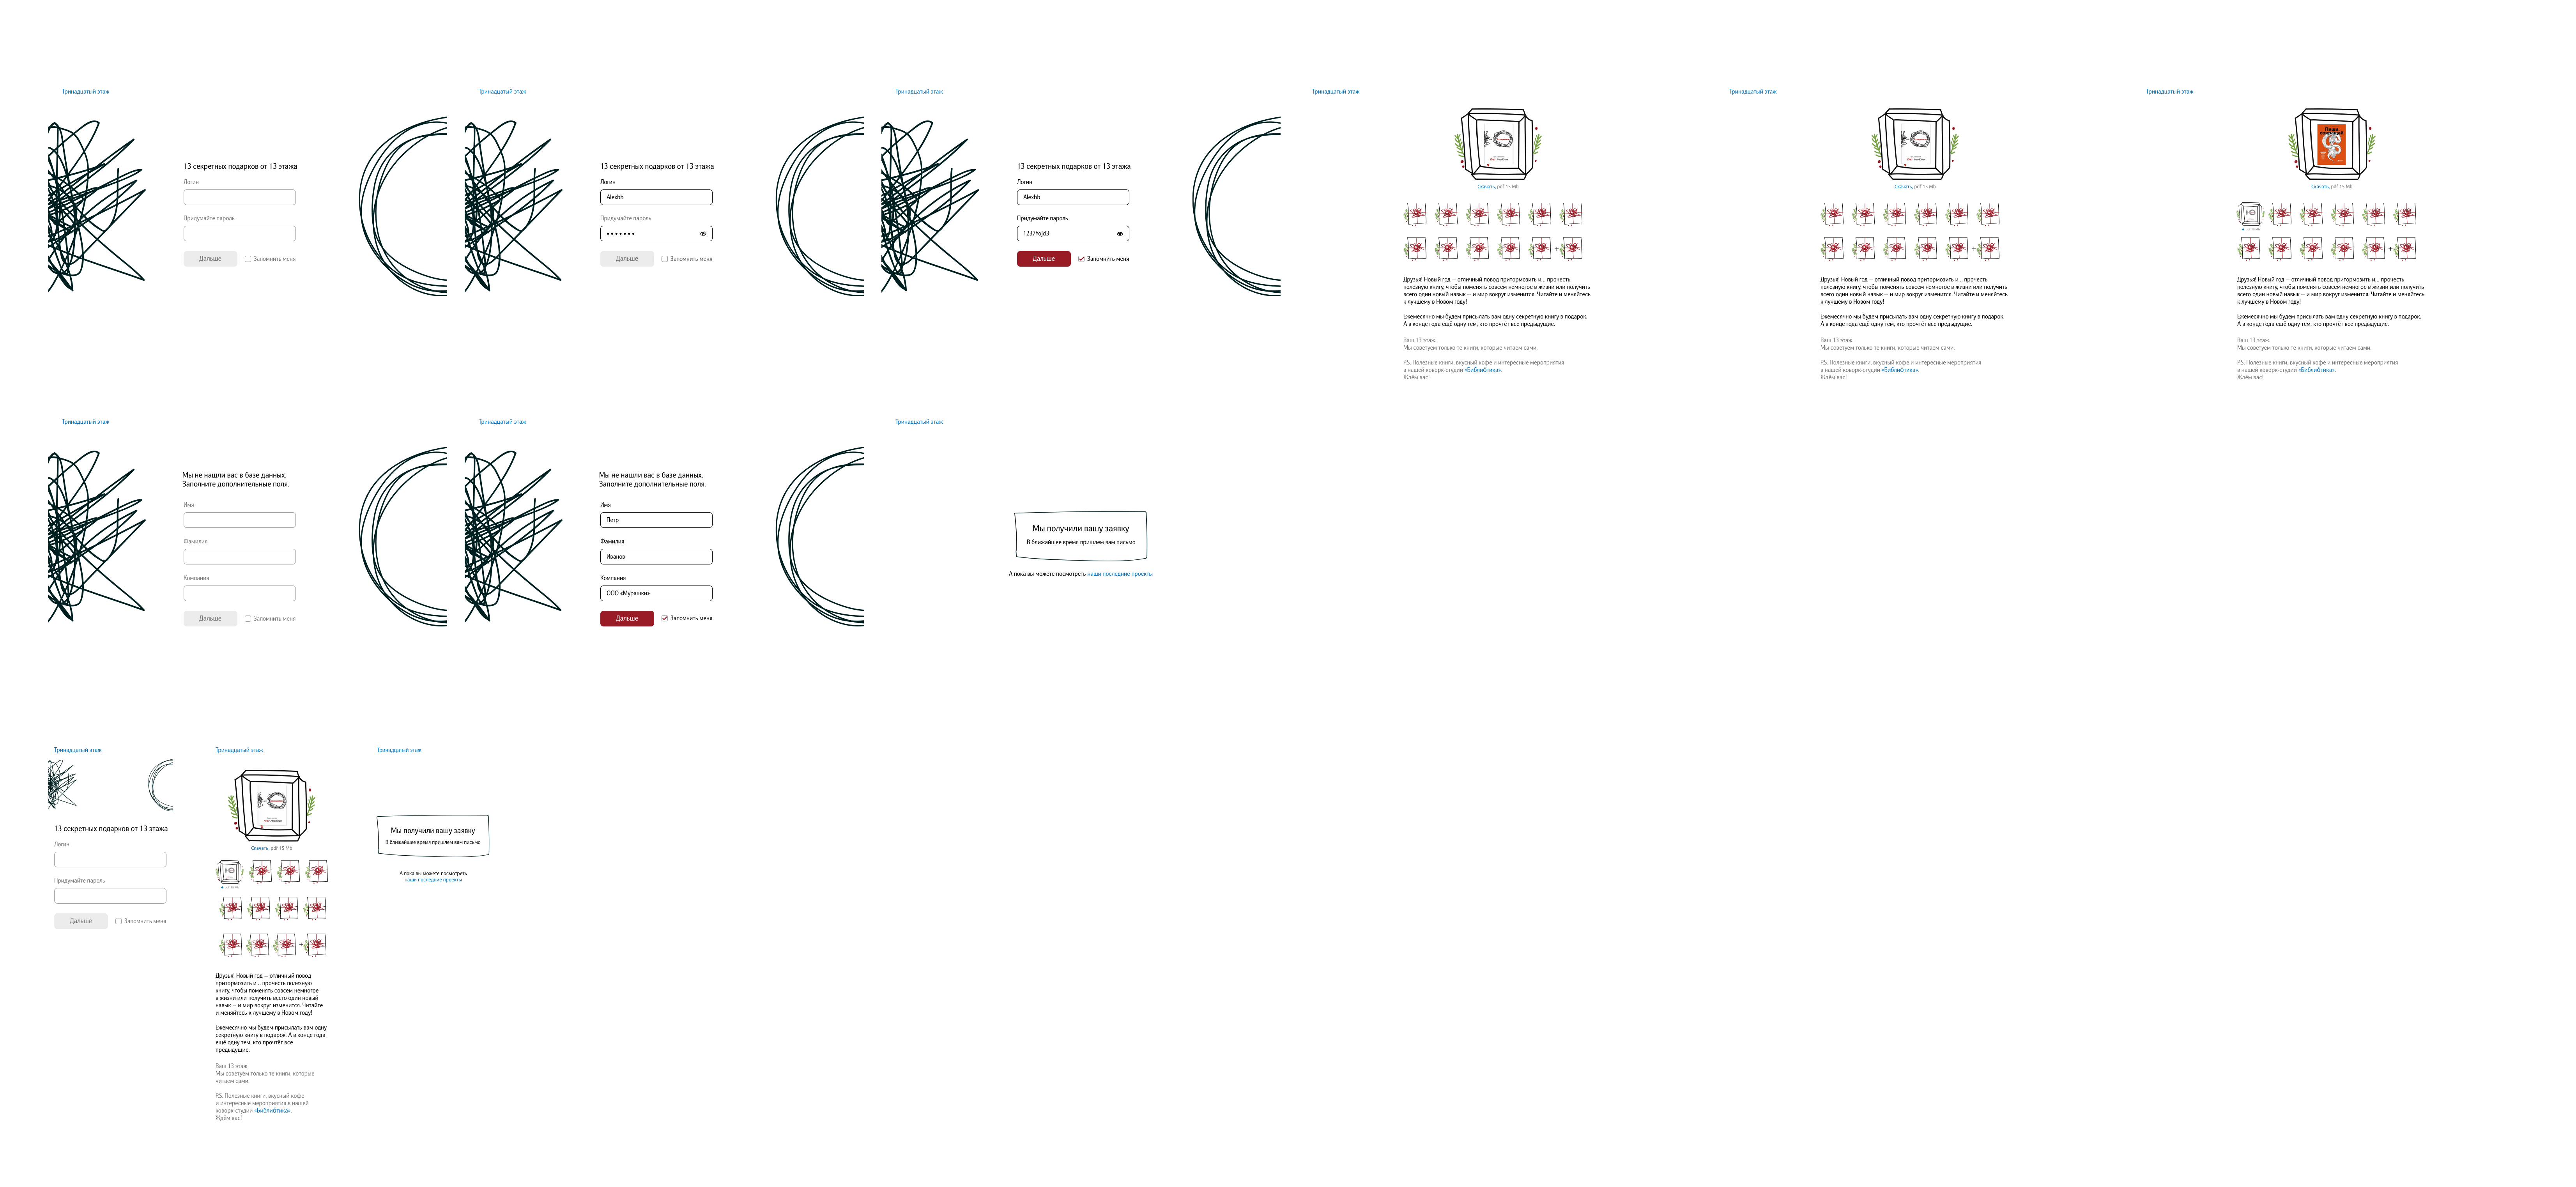 Тринадцатый этаж
13 секретных подарков от 13 этажа
Логин
Придумайте пароль
Дальше
Запомнить меня
Тринадцатый этаж
13 секретных подарков от 13 этажа
Логин
Alexbb
Придумайте пароль
Дальше
Запомнить меня
Тринадцатый этаж
13 секретных подарков от 13 этажа
Логин
Alexbb
Придумайте пароль
1237Yojd3
Дальше
Запомнить меня
Тринадцатый этаж
Скачать, pdf 15 Mb
Друзья! Новый год — отличный повод притормозить и... прочесть
полезную книгу, чтобы поменять совсем немногое в жизни или получить
всего один новый навык — и мир вокруг изменится. Читайте и меняйтесь
к лучшему в Новом году!
Ежемесячно мы будем присылать вам одну секретную книгу в подарок.
А в конце года ещё одну тем, кто прочтёт все предыдущие.
Ваш 13 этаж.
Мы советуем только те книги, которые читаем сами.
P.S. Полезные книги, вкусный кофе и интересные мероприятия
в нашей коворк-студии «Библиотика».
Ждём вас!
Тринадцатый этаж
Скачать, pdf 15 Mb
Друзья! Новый год — отличный повод притормозить и... прочесть
полезную книгу, чтобы поменять совсем немногое в жизни или получить
всего один новый навык — и мир вокруг изменится. Читайте и меняйтесь
к лучшему в Новом году!
Ежемесячно мы будем присылать вам одну секретную книгу в подарок.
А в конце года ещё одну тем, кто прочтёт все предыдущие.
Ваш 13 этаж.
Мы советуем только те книги, которые читаем сами.
P.S. Полезные книги, вкусный кофе и интересные мероприятия
в нашей коворк-студии «Библиотика».
Ждём вас!
Тринадцатый этаж
Скачать, pdf 15 Mb
Друзья! Новый год — отличный повод притормозить и... прочесть
полезную книгу, чтобы поменять совсем немногое в жизни или получить
всего один новый навык — и мир вокруг изменится. Читайте и меняйтесь
к лучшему в Новом году!
Ежемесячно мы будем присылать вам одну секретную книгу в подарок.
А в конце года ещё одну тем, кто прочтёт все предыдущие.
Ваш 13 этаж.
Мы советуем только те книги, которые читаем сами.
P.S. Полезные книги, вкусный кофе и интересные мероприятия
в нашей коворк-студии «Библиотика».
Ждём вас!
Тринадцатый этаж
Мы не нашли вас в базе данных.
Заполните дополнительные поля.
Имя
Фамилия
Компания
Дальше
Запомнить меня
Тринадцатый этаж
Мы не нашли вас в базе данных.
Заполните дополнительные поля.
Имя
Петр
Фамилия
Иванов
Компания
ООО «Мурашки»
Дальше
Запомнить меня
Тринадцатый этаж
Мы получили вашу заявку
В ближайшее время пришлем вам письмо
А пока вы можете посмотреть наши последние проекты
Тринадцатый этаж
13 секретных подарков от 13 этажа
Логин
Придумайте пароль
Дальше
Запомнить меня
Тринадцатый этаж
Скачать, pdf 15 Mb
Друзья! Новый год — отличный повод
притормозить и... прочесть полезную
книгу, чтобы поменять совсем немногое
в жизни или получить всего один новый
навык — и мир вокруг изменится. Читайте
и меняйтесь к лучшему в Новом году!
Ежемесячно мы будем присылать вам одну
секретную книгу в подарок. А в конце года
ещё одну тем, кто прочтёт все
предыдущие.
Ваш 13 этаж.
Мы советуем только те книги, которые
читаем сами.
P.S. Полезные книги, вкусный кофе
и интересные мероприятия в нашей
коворк-студии «Библиотика».
Ждём вас!
Тринадцатый этаж
Мы получили вашу заявку
В ближайшее время пришлем вам письмо
А пока вы можете посмотреть
наши последние проекты